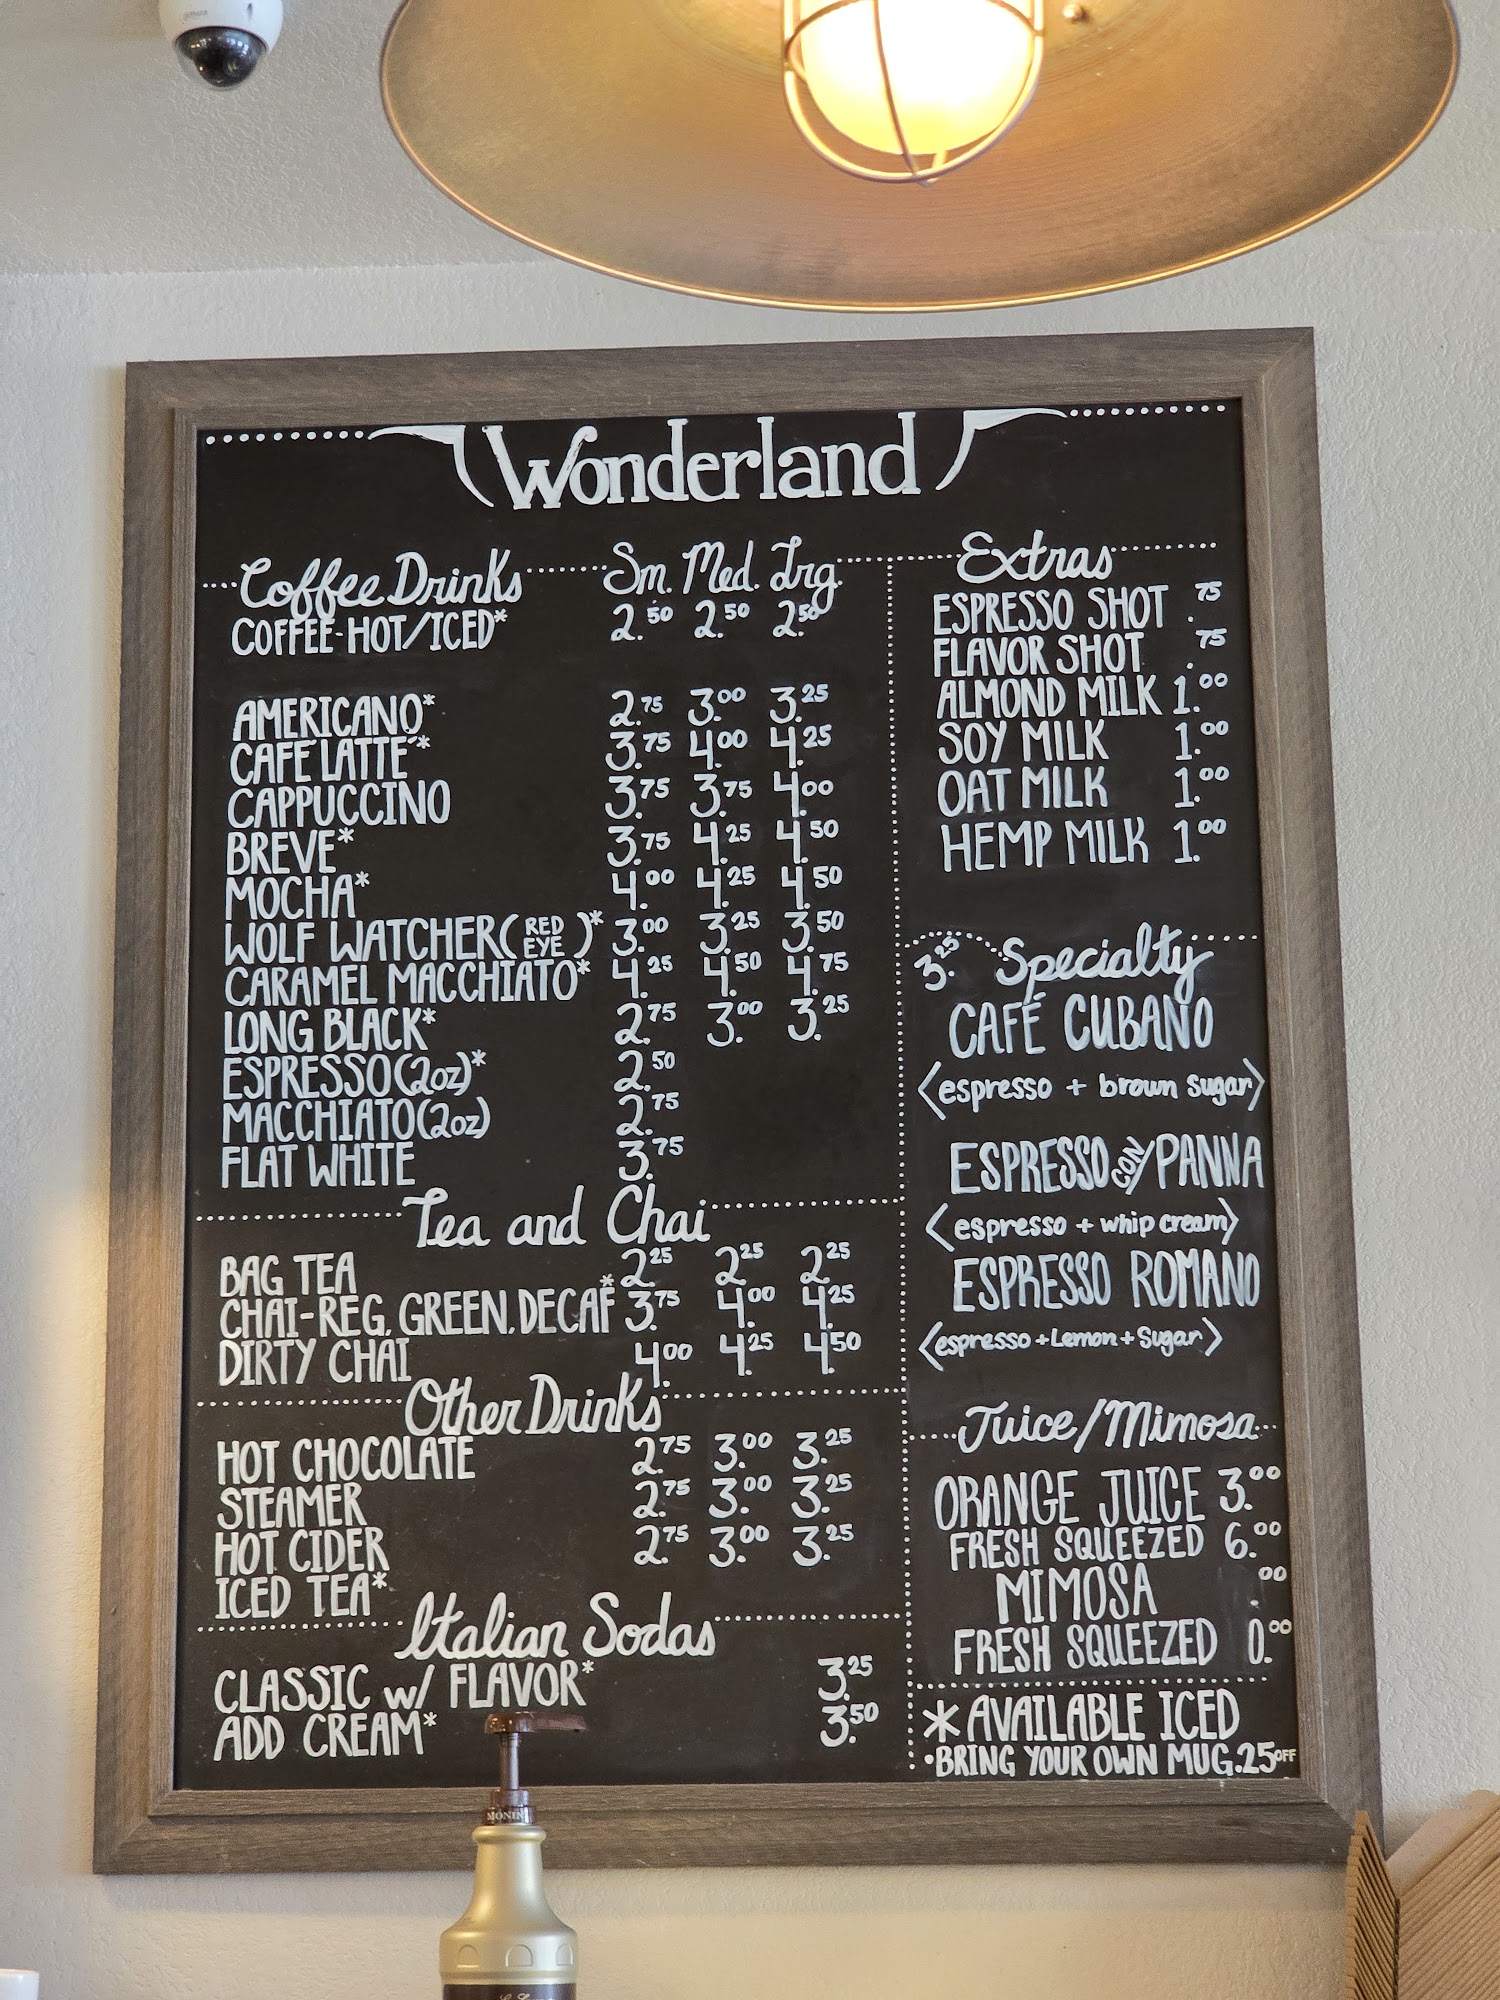 Wonderland
Coffee Drinks Sm. Med. Lrg.
COFFEE-HOT/ICED* 2.50 2.50 2.50
AMERICANO* 2.75 3.00 3.25
CAFÉ LATTÉ* 3.75 4.00 4.25
CAPPUCCINO 3.75 3.75 4.00
BREVE* 3.75 4.25 4.50
MOCHA* 4.00 4.25 4.50
WOLF WATCHER (RED EYE)* 3.00 3.25 3.50
CARAMEL MACCHIATO* 4.25 4.50 4.75
LONG BLACK* 2.75 3.00 3.25
ESPRESSO (2oz)* 2.50
MACCHIATO (2oz) 2.75
FLAT WHITE 3.75
Tea and Chai
BAG TEA 2.25 2.25 2.25
CHAI-REG, GREEN, DECAF* 3.75 4.00 4.25
DIRTY CHAI 4.00 4.25 4.50
Other Drinks
HOT CHOCOLATE 2.75 3.00 3.25
STEAMER 2.75 3.00 3.25
HOT CIDER 2.75 3.00 3.25
ICED TEA*
Italian Sodas
CLASSIC w/ FLAVOR* 3.25
ADD CREAM* 3.50
Extras
ESPRESSO SHOT .75
FLAVOR SHOT .75
ALMOND MILK 1.00
SOY MILK 1.00
OAT MILK 1.00
HEMP MILK 1.00
3.25 Specialty
CAFÉ CUBANO
<espresso + brown sugar>
ESPRESSO CON/PANNA
<espresso + whip cream>
ESPRESSO ROMANO
<espresso + Lemon + Sugar>
Juice/Mimosa
ORANGE JUICE 3.00
FRESH SQUEEZED 6.00
MIMOSA .00
FRESH SQUEEZED 0.00
* AVAILABLE ICED
• BRING YOUR OWN MUG .25 OFF
MONIN